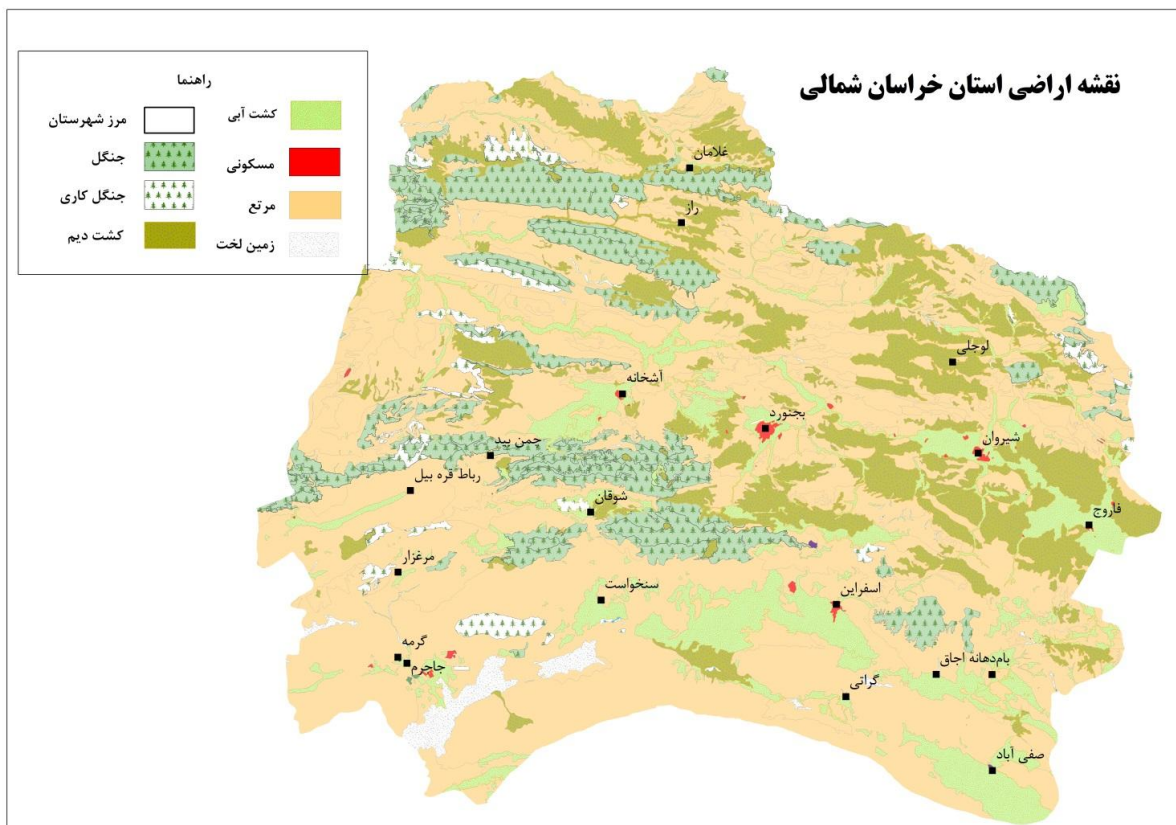 نقشه اراضی استان خراسان شمالی
راهنما
کشت آبی
مرز شهرستان
مسکونی
جنگل
مرتع
جنگل کاری
زمین لخت
کشت دیم
غلامان
راز
لوجلی
آشخانه
بجنورد
شیروان
چمن بید
رباط قره بیل
شوقان
فاروج
مرغزار
سنخواست
اسفراین
گرمه
جاجرم
بام‌دهانه اجاق
گراتی
صفی آباد